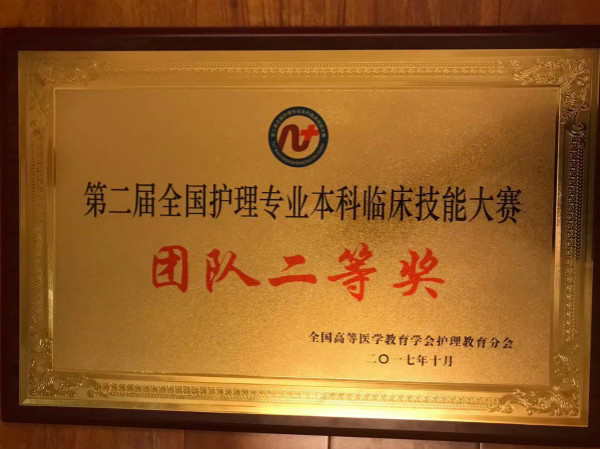 第二届全国护理专业本科临床技能大赛
团队二等奖
全国高等医学教育学会护理教育分会
二〇一七年十月